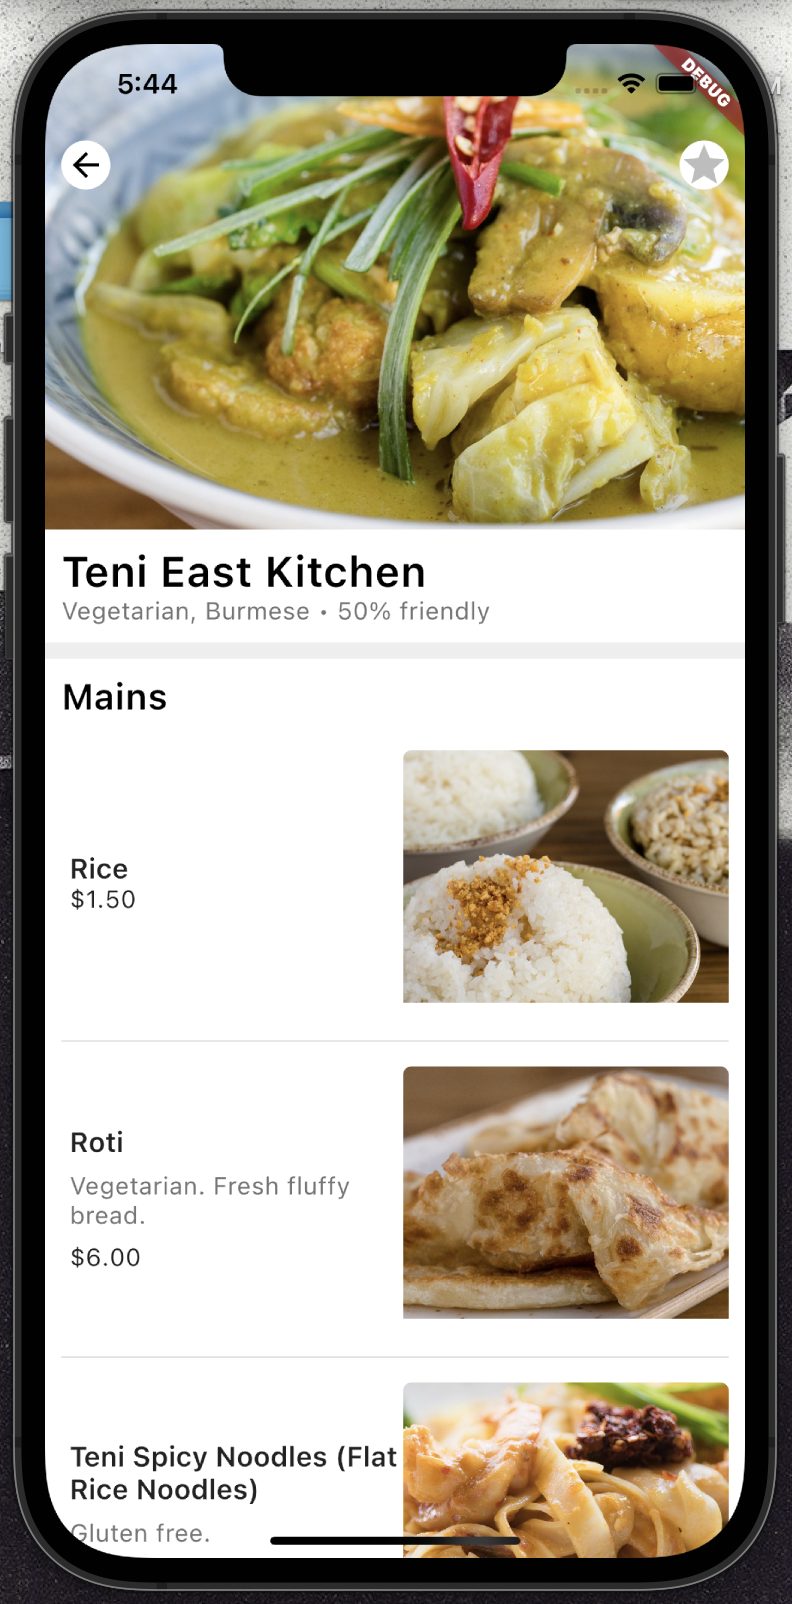 5:44
DEBUG
Teni East Kitchen
Vegetarian, Burmese • 50% friendly
Mains
Rice
$1.50
Roti
Vegetarian. Fresh fluffy
bread.
$6.00
Teni Spicy Noodles (Flat
Rice Noodles)
Gluten free.